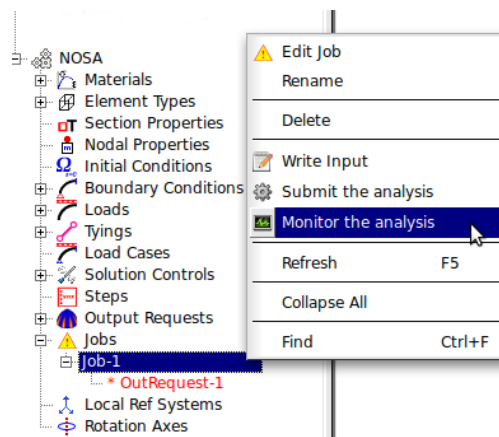 NOSA
Materials
Element Types
Section Properties
Nodal Properties
Initial Conditions
Boundary Conditions
Loads
Tyings
Load Cases
Solution Controls
Steps
Output Requests
Jobs
Job-1
* OutRequest-1
Local Ref Systems
Rotation Axes
Edit Job
Rename
Delete
Write Input
Submit the analysis
Monitor the analysis
Refresh F5
Collapse All
Find Ctrl+F